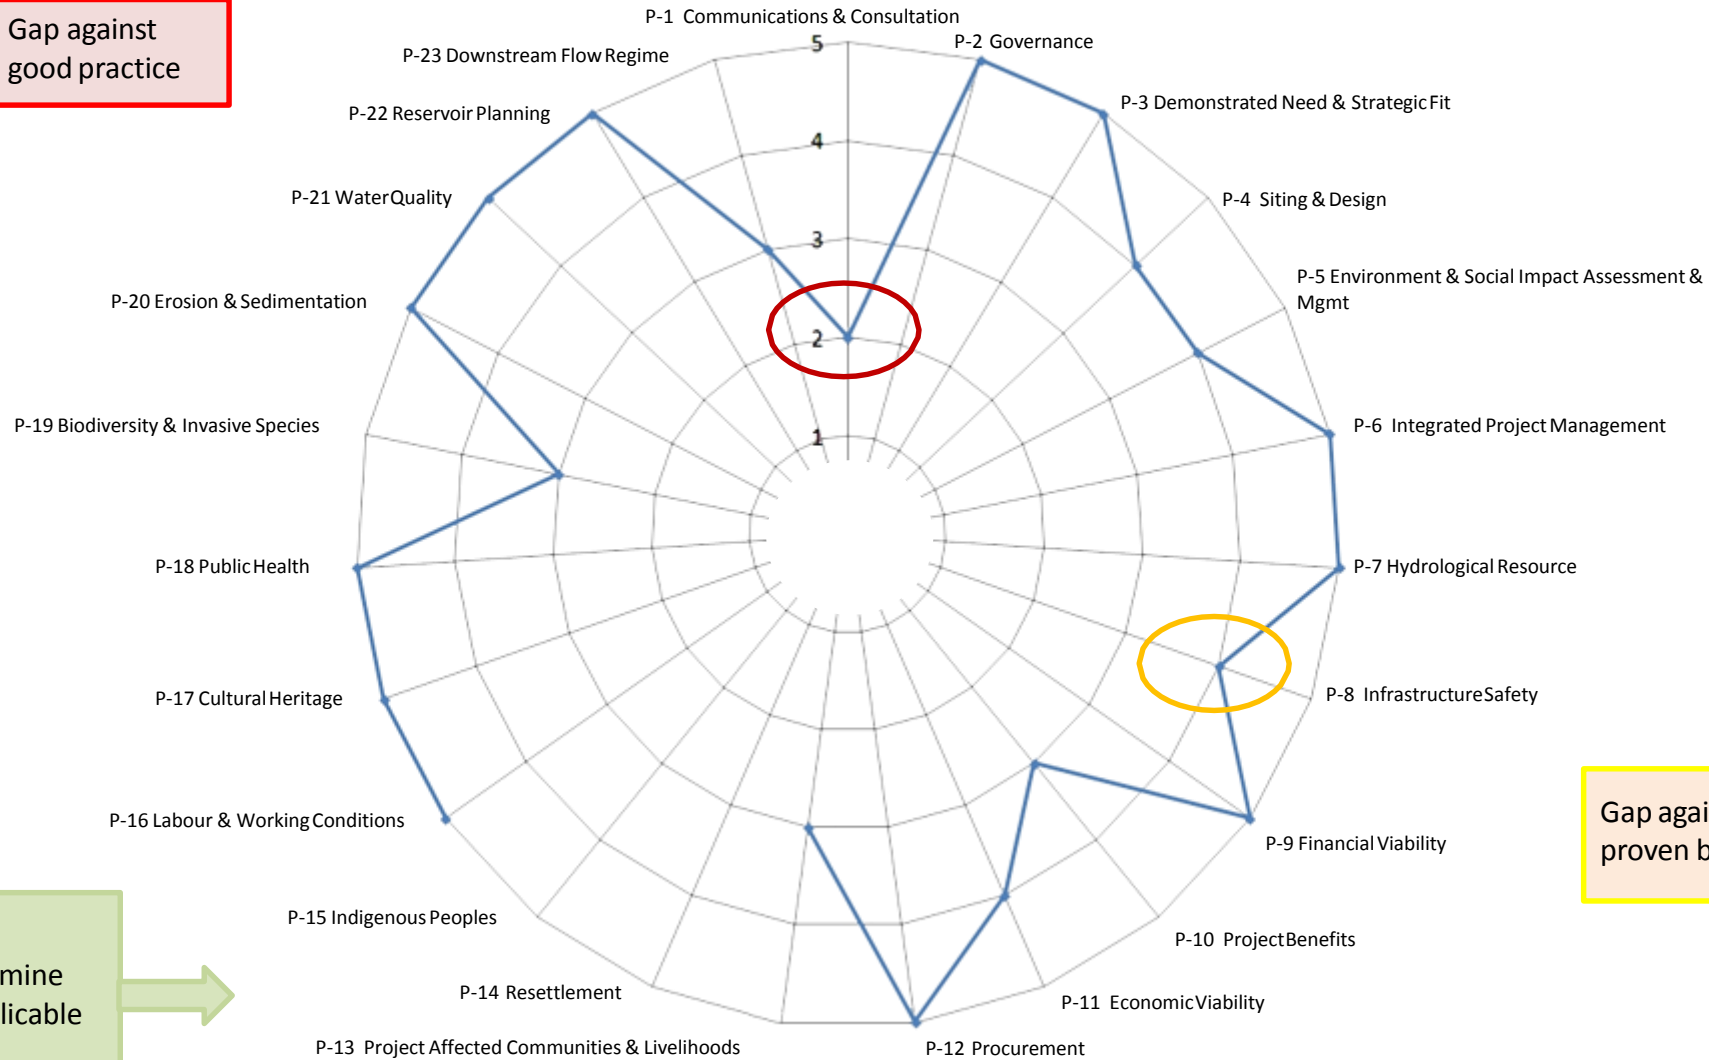 Gap against
good practice
P-1 Communications & Consultation
P-2 Governance
P-3 Demonstrated Need & Strategic Fit
P-4 Siting & Design
P-5 Environment & Social Impact Assessment &
Mgmt
P-6 Integrated Project Management
P-7 Hydrological Resource
P-8 Infrastructure Safety
P-9 Financial Viability
P-10 Project Benefits
P-11 Economic Viability
P-12 Procurement
P-13 Project Affected Communities & Livelihoods
P-14 Resettlement
P-15 Indigenous Peoples
P-16 Labour & Working Conditions
P-17 Cultural Heritage
P-18 Public Health
P-19 Biodiversity & Invasive Species
P-20 Erosion & Sedimentation
P-21 Water Quality
P-22 Reservoir Planning
P-23 Downstream Flow Regime
5
4
3
2
1
Gap
proven